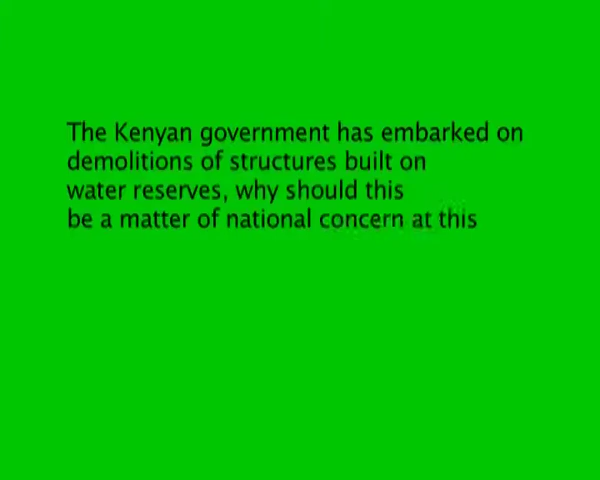 The Kenyan government has embarked on
demolitions of structures built on
water reserves, why should this
be a matter of national concern at this